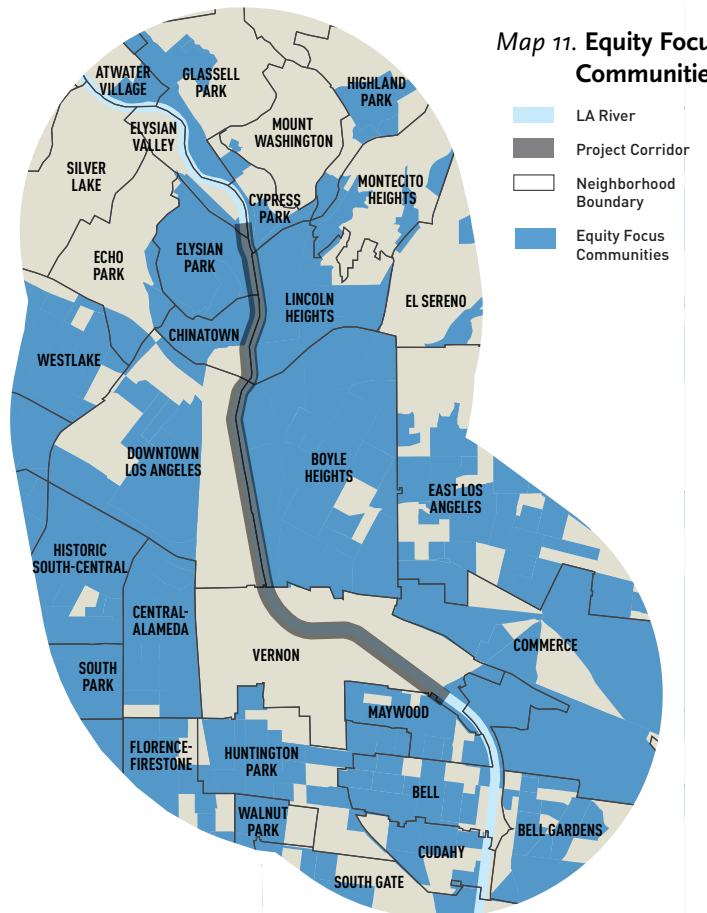 Map 11. Equity Focu
Communitie
LA River
Project Corridor
Neighborhood
Boundary
Equity Focus
Communities
ATWATER
VILLAGE
GLASSELL
PARK
HIGHLAND
PARK
ELYSIAN
VALLEY
MOUNT
WASHINGTON
SILVER
LAKE
MONTECITO
HEIGHTS
CYPRESS
PARK
ECHO
PARK
ELYSIAN
PARK
LINCOLN
HEIGHTS
EL SERENO
CHINATOWN
WESTLAKE
DOWNTOWN
LOS ANGELES
BOYLE
HEIGHTS
EAST LOS
ANGELES
HISTORIC
SOUTH-CENTRAL
CENTRAL-
ALAMEDA
COMMERCE
VERNON
SOUTH
PARK
MAYWOOD
FLORENCE-
FIRESTONE
HUNTINGTON
PARK
BELL
WALNUT
PARK
BELL GARDENS
CUDAHY
SOUTH GATE